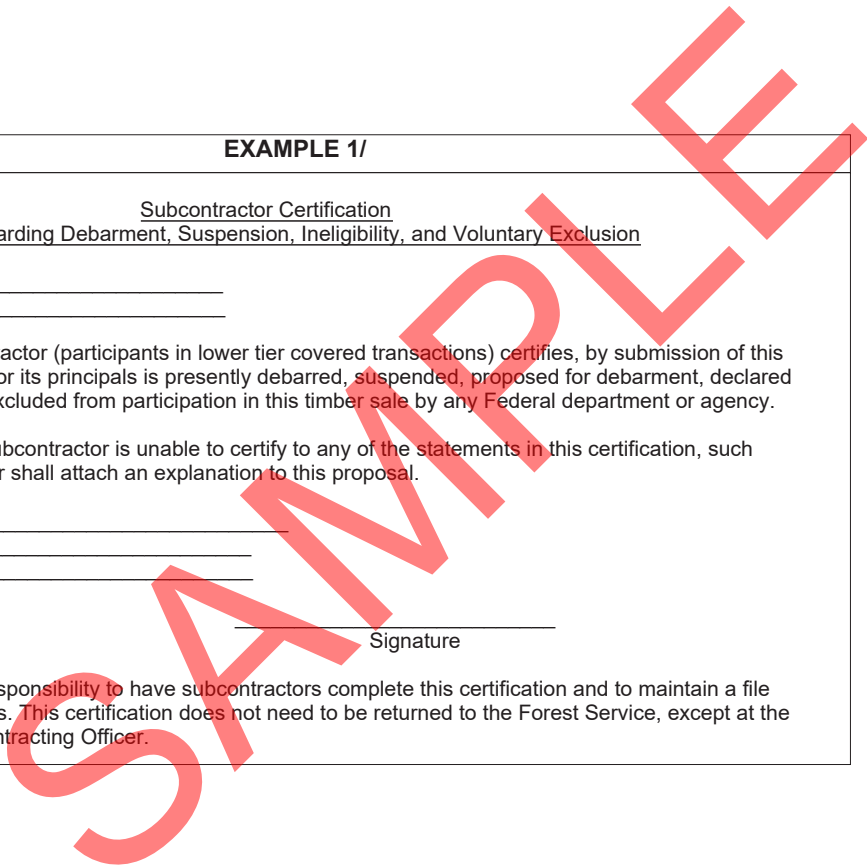 EXAMPLE 1/
Subcontractor Certification
arding Debarment, Suspension, Ineligibility, and Voluntary Exclusion
actor (participants in lower tier covered transactions) certifies, by submission of this
or its principals is presently debarred, suspended, proposed for debarment, declared
xcluded from participation in this timber sale by any Federal department or agency.
ubcontractor is unable to certify to any of the statements in this certification, such
r shall attach an explanation to this proposal.
Signature
sponsibility to have subcontractors complete this certification and to maintain a file
s. This certification does not need to be returned to the Forest Service, except at the
ntracting Officer.
SAMPLE